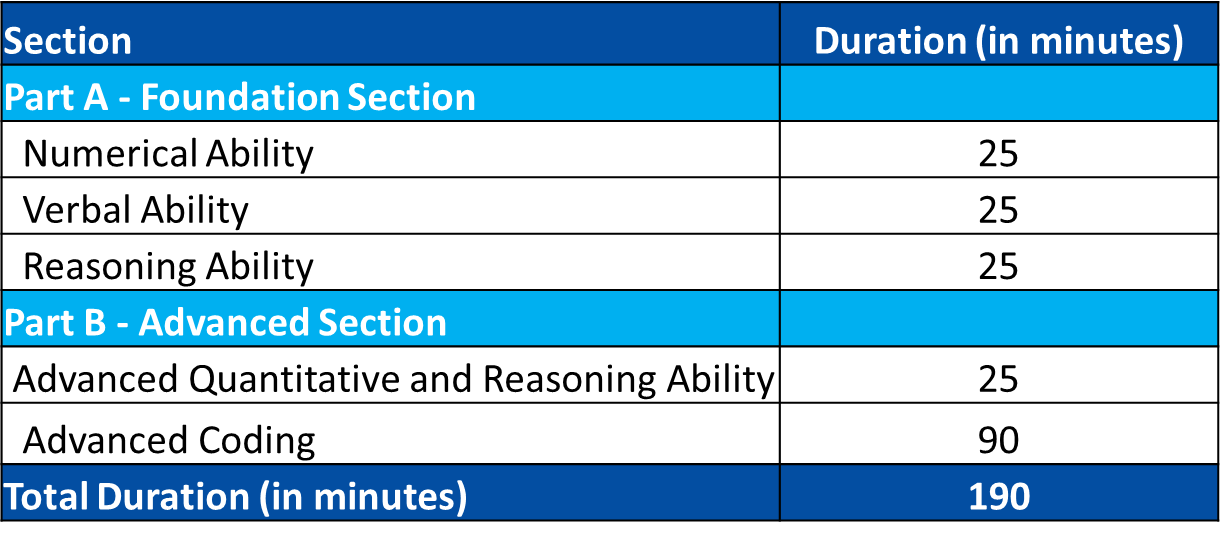 Section Duration (in minutes)
Part A - Foundation Section
Numerical Ability 25
Verbal Ability 25
Reasoning Ability 25
Part B - Advanced Section
Advanced Quantitative and Reasoning Ability 25
Advanced Coding 90
Total Duration (in minutes) 190